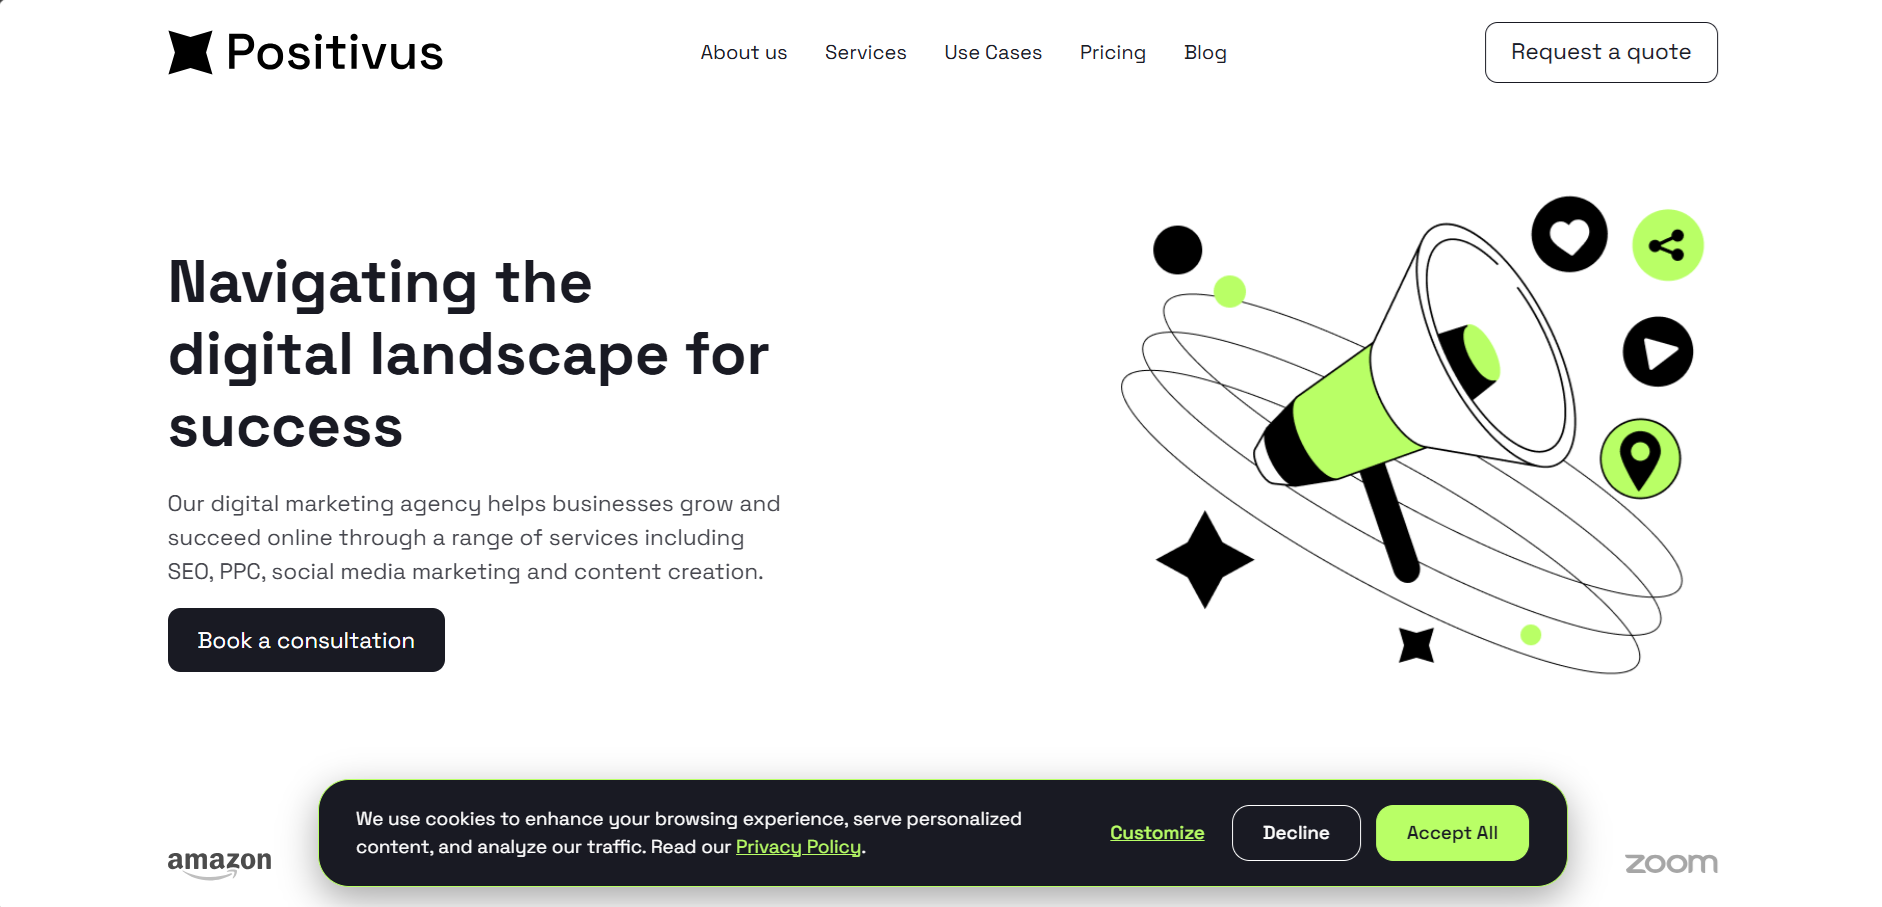 Positivus
About us
Services
Use Cases
Pricing
Blog
Request a quote
Navigating the
digital landscape for
success
Our digital marketing agency helps businesses grow and
succeed online through a range of services including
SEO, PPC, social media marketing and content creation.
Book a consultation
amazon
We use cookies to enhance your browsing experience, serve personalized
content, and analyze our traffic. Read our Privacy Policy.
Customize
Decline
Accept All
zoom